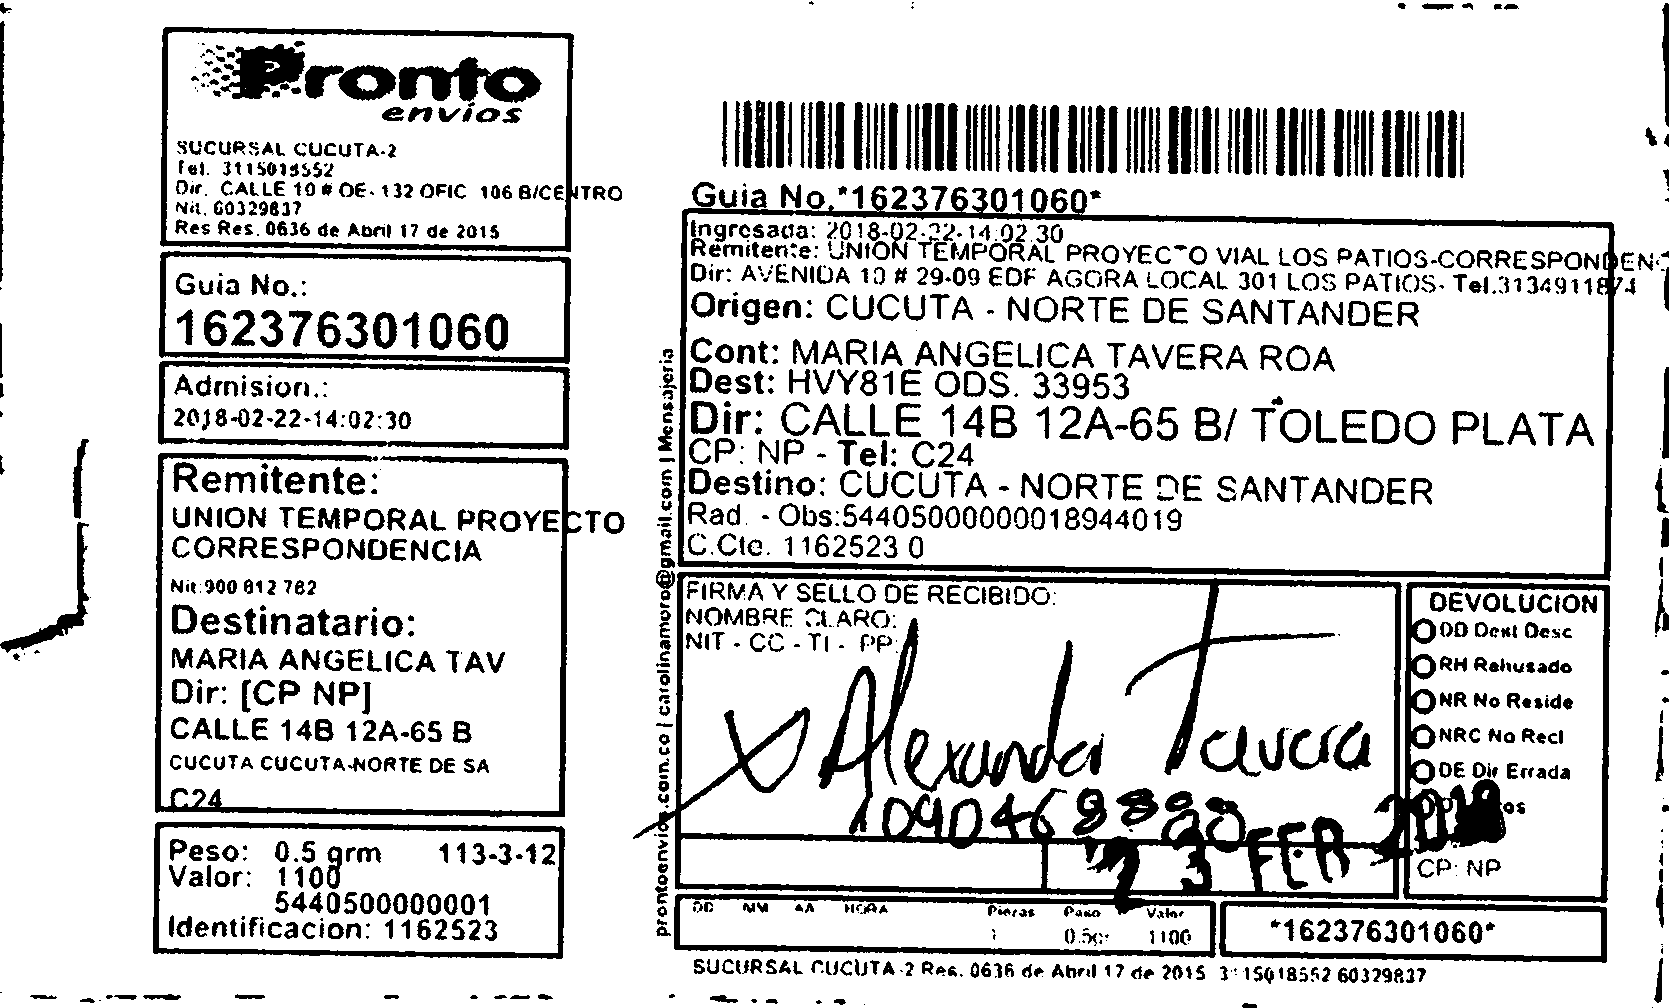 Pronto
envios
SUCURSAL CUCUTA-2
Tel. 3115018552
Dir. CALLE 10 # OE- 132 OFIC 106 B/CENTRO
Nit. 60329837
Res Res. 0636 de Abril 17 de 2015
Guia No.:
162376301060
Admision.:
2018-02-22-14:02:30
Remitente:
UNION TEMPORAL PROYECTO
CORRESPONDENCIA
Nit 900 812 782
Destinatario:
MARIA ANGELICA TAV
Dir: [CP NP]
CALLE 14B 12A-65 B
CUCUTA CUCUTA-NORTE DE SA
C24
Peso: 0.5 grm 113-3-12
Valor: 1100
5440500000001
Identificacion: 1162523
prontoenvios.com.co | carolinamoro@gmail.com | Mensajeria
Guia No.*162376301060*
Ingresada: 2018-02-22-14.02.30
Remitente: UNION TEMPORAL PROYECTO VIAL LOS PATIOS-CORRESPONDENC
Dir: AVENIDA 10 # 29-09 EDF AGORA LOCAL 301 LOS PATIOS- Tel.3134911874
Origen: CUCUTA - NORTE DE SANTANDER
Cont: MARIA ANGELICA TAVERA ROA
Dest: HVY81E ODS. 33953
Dir: CALLE 14B 12A-65 B/ TOLEDO PLATA
CP: NP - Tel: C24
Destino: CUCUTA - NORTE DE SANTANDER
Rad. - Obs:54405000000018944019
C.Cte. 1162523 0
FIRMA Y SELLO DE RECIBIDO:
NOMBRE CLARO:
NIT - CC - TI - PP:
X Alexander Tavera
23 FEB 2018
DEVOLUCION
DD Dest Desc
RH Rehusado
NR No Reside
NRC No Recl
DE Dir Errada
CP: NP
DD MM AA HORA Piezas Peso Valor
1 0.5gr 1100
*162376301060*
SUCURSAL CUCUTA-2 Res. 0636 de Abril 17 de 2015 3115018552 60329837